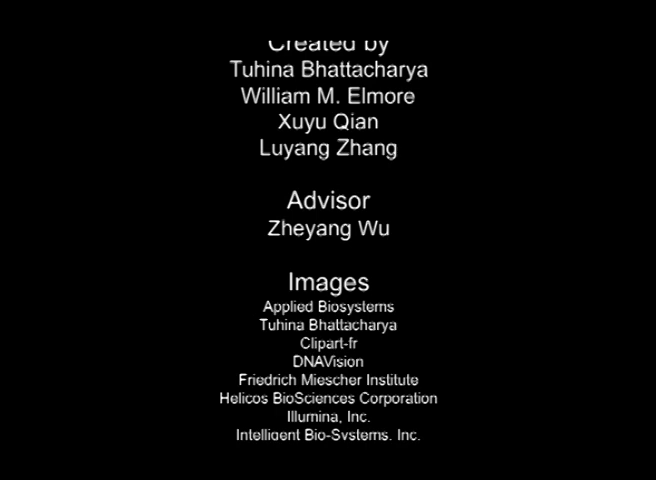 Created by
Tuhina Bhattacharya
William M. Elmore
Xuyu Qian
Luyang Zhang
Advisor
Zheyang Wu
Images
Applied Biosystems
Tuhina Bhattacharya
Clipart-fr
DNAVision
Friedrich Miescher Institute
Helicos BioSciences Corporation
Illumina, Inc.
Intelligent Bio-Systems, Inc.